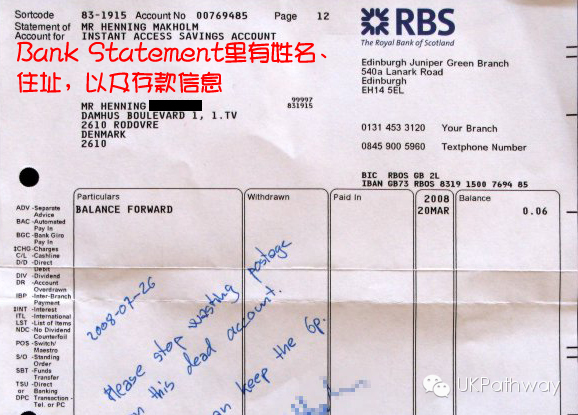 Sortcode 83-1915 Account No 00769485 Page 12
Statement of MR HENNING MAKHOLM
Account for INSTANT ACCESS SAVINGS ACCOUNT
RBS
The Royal Bank of Scotland
Bank Statement里有姓名、
住址，以及存款信息
Edinburgh Juniper Green Branch
540a Lanark Road
Edinburgh
EH14 5EL
MR HENNING
99997
831915
DAMHUS BOULEVARD 1, 1.TV
2610 RODOVRE
DENMARK
2610
0131 453 3120 Your Branch
0845 900 5960 Textphone Number
BIC RBOS GB 2L
IBAN GB73 RBOS 8319 1500 7694 85
Particulars Withdrawn Paid In 2008 Balance
BALANCE FORWARD 20MAR 0.06
ADV -Separate
Advice
BAC -Automated
Pay In
BGC -Bank Giro
Pay In
ICHG-Charges
C/L -Cashline
D/D -Direct
Debit
DIV -Dividend
DR -Account
Overdrawn
IBP -Inter-Branch
Payment
IINT -Interest
ITL -International
LST -List of Items
NDC -No Dividend
Counterfoil
POS -Switch/
Maestro
S/O -Standing
Order
SBT -Funds
Transfer
TSU -Direct
or Banking
DPC Transaction -
Tel. or PC
2008-07-26
Please stop wasting postage
on this dead account.
can keep the 6p.
UKPathway